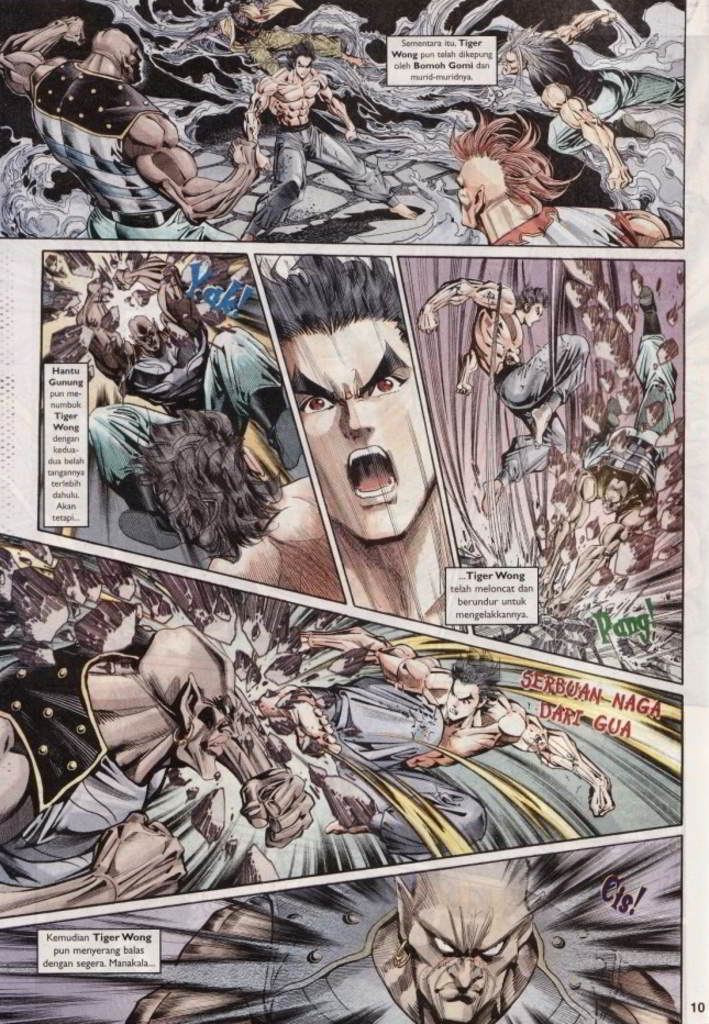 Sementara itu, Tiger
Wong pun telah dikepung
oleh Bomoh Gomi dan
murid-muridnya.
Yak!
Hantu
Gunung
pun me-
numbuk
Tiger
Wong
dengan
kedua-
dua belah
tangannya
terlebih
dahulu.
Akan
tetapi...
...Tiger Wong
telah meloncat dan
berundur untuk
mengelakkannya.
Pang!
SERBUAN NAGA
DARI GUA
Cis!
Kemudian Tiger Wong
pun menyerang balas
dengan segera. Manakala...
10